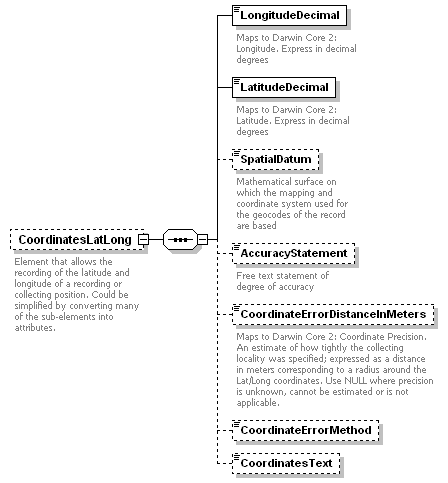 LongitudeDecimal
Maps to Darwin Core 2:
Longitude. Express in decimal
degrees
LatitudeDecimal
Maps to Darwin Core 2:
Latitude. Express in decimal
degrees
SpatialDatum
Mathematical surface on
which the mapping and
coordinate system used for
the geocodes of the record
are based
CoordinatesLatLong
Element that allows the
recording of the latitude and
longitude of a recording or
collecting position. Could be
simplified by converting many
of the sub-elements into
attributes.
AccuracyStatement
Free text statement of
degree of accuracy
CoordinateErrorDistanceInMeters
Maps to Darwin Core 2: Coordinate Precision.
An estimate of how tightly the collecting
locality was specified; expressed as a distance
in meters corresponding to a radius around the
Lat/Long coordinates. Use NULL where precision
is unknown, cannot be estimated or is not
applicable.
CoordinateErrorMethod
CoordinatesText